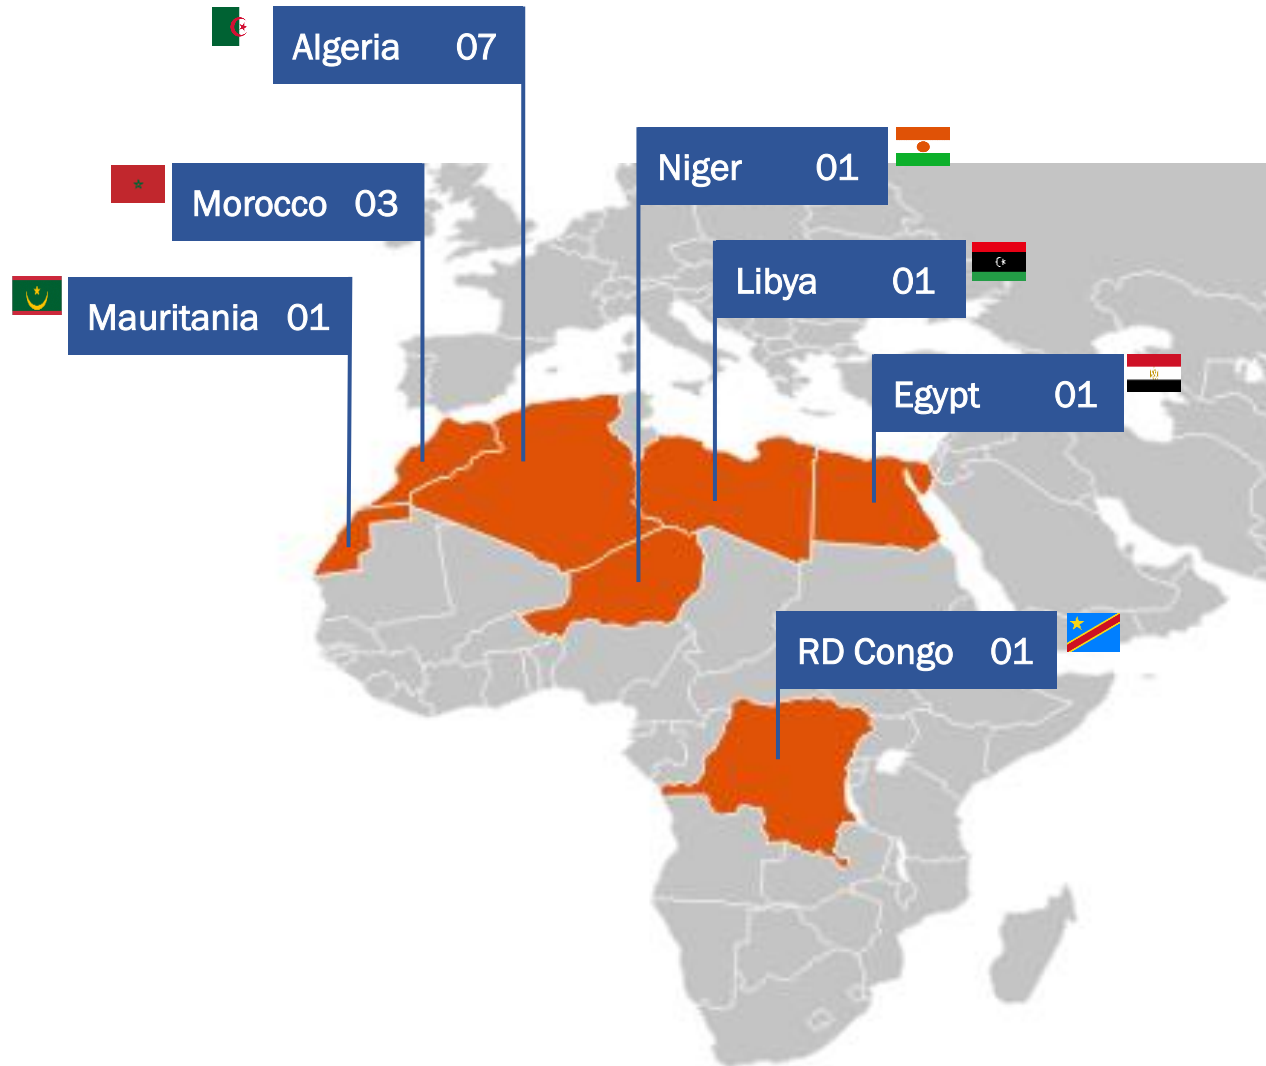 Algeria 07
Niger 01
Morocco 03
Libya 01
Mauritania 01
Egypt 01
RD Congo 01